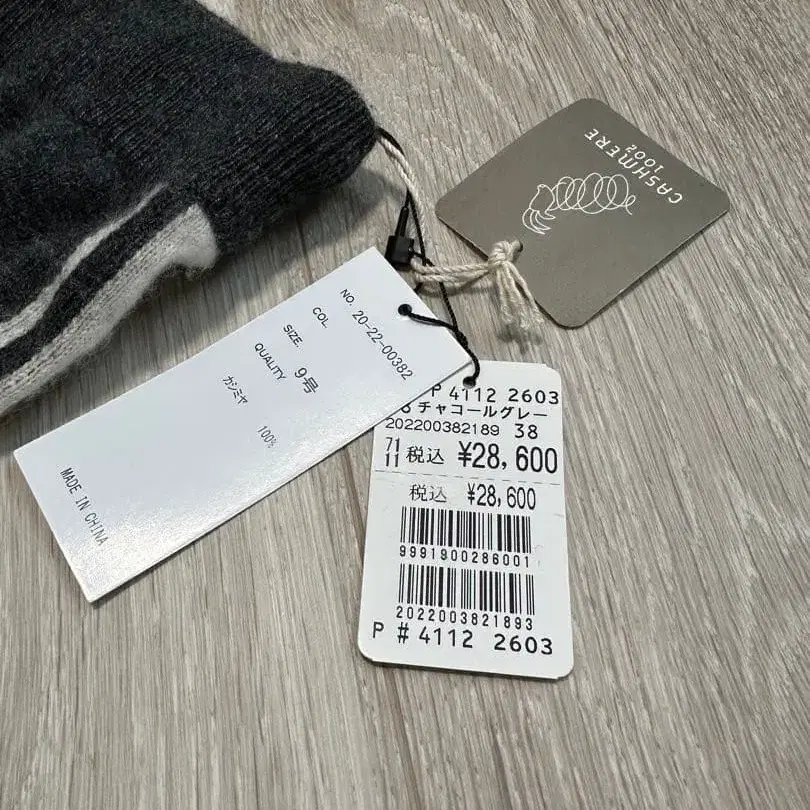 CASHMERE
100%
NO. 20-22-00382
COL.
SIZE. 9号
QUALITY
カシミヤ 100%
MADE IN CHINA
P 4112 2603
チャコールグレー
202200382189 38
71
11 税込 ¥28,600
税込 ¥28,600
9991900286001
2022003821893
P # 4112 2603